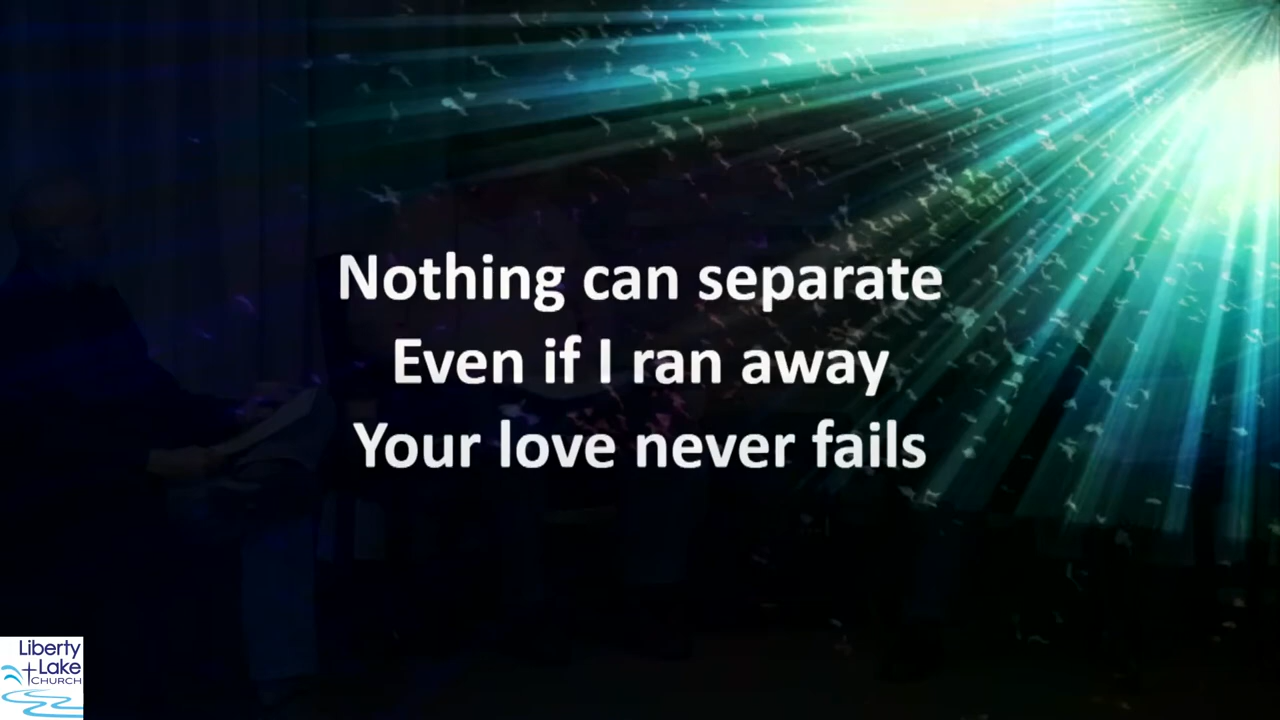 Nothing can separate
Even if I ran away
Your love never fails
Liberty
Lake
CHURCH